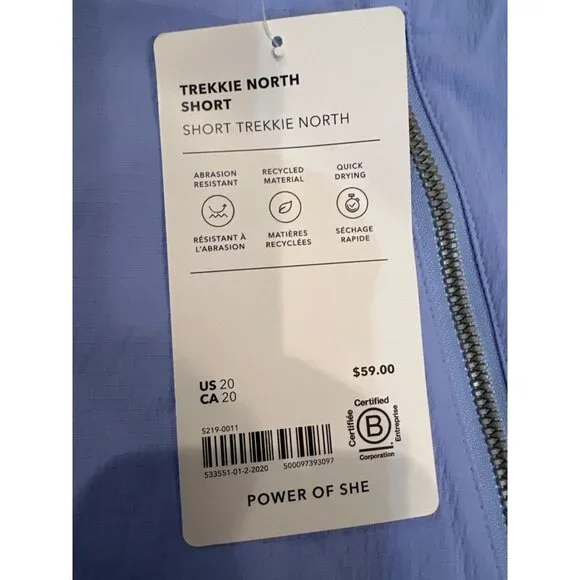 TREKKIE NORTH
SHORT
SHORT TREKKIE NORTH
ABRASION
RESISTANT
RECYCLED
MATERIAL
QUICK
DRYING
RÉSISTANT À
L'ABRASION
MATIÈRES
RECYCLÉES
SÉCHAGE
RAPIDE
US 20
CA 20
$59.00
S219-0011
533551-01-2-2020 500097393097
Certified
Certifiée
B
Entreprise
Corporation
POWER OF SHE